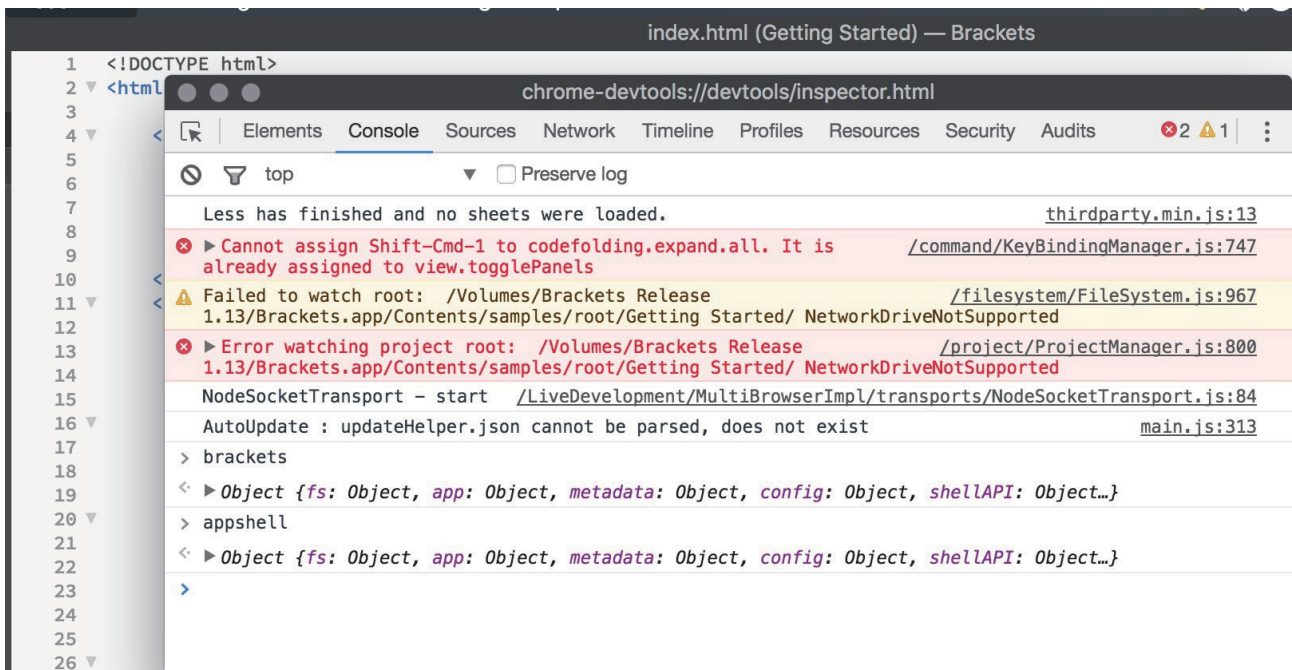 index.html (Getting Started) — Brackets
1 <!DOCTYPE html>
2 <html
3
4 <
5
6
7
8
9
10 <
11 <
12
13
14
15
16
17
18
19
20
21
22
23
24
25
26
chrome-devtools://devtools/inspector.html
Elements Console Sources Network Timeline Profiles Resources Security Audits 2 1
top Preserve log
Less has finished and no sheets were loaded. thirdparty.min.js:13
Cannot assign Shift-Cmd-1 to codefolding.expand.all. It is /command/KeyBindingManager.js:747
already assigned to view.togglePanels
Failed to watch root: /Volumes/Brackets Release /filesystem/FileSystem.js:967
1.13/Brackets.app/Contents/samples/root/Getting Started/ NetworkDriveNotSupported
Error watching project root: /Volumes/Brackets Release /project/ProjectManager.js:800
1.13/Brackets.app/Contents/samples/root/Getting Started/ NetworkDriveNotSupported
NodeSocketTransport – start /LiveDevelopment/MultiBrowserImpl/transports/NodeSocketTransport.js:84
AutoUpdate : updateHelper.json cannot be parsed, does not exist main.js:313
> brackets
Object {fs: Object, app: Object, metadata: Object, config: Object, shellAPI: Object…}
> appshell
Object {fs: Object, app: Object, metadata: Object, config: Object, shellAPI: Object…}
>